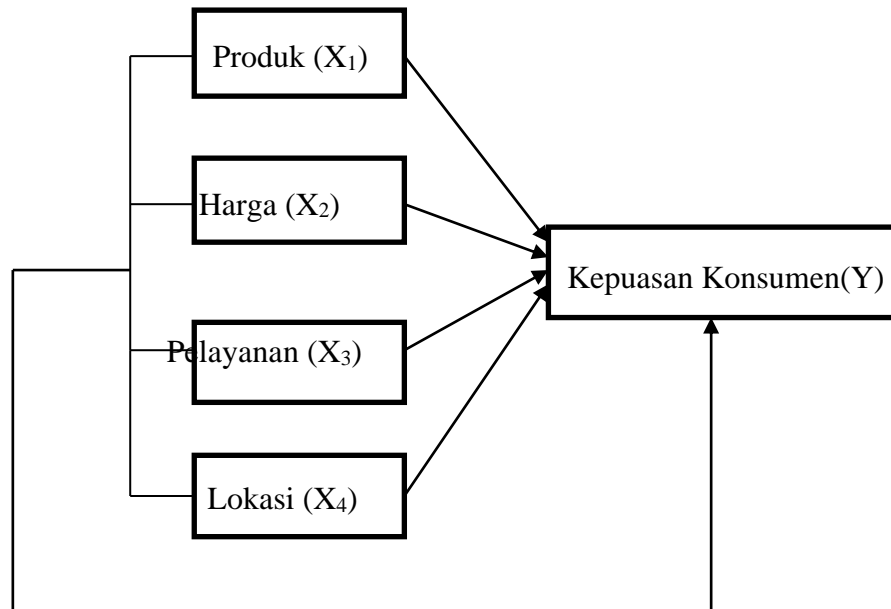 Produk (X₁)
Harga (X₂)
Kepuasan Konsumen(Y)
Pelayanan (X₃)
Lokasi (X₄)